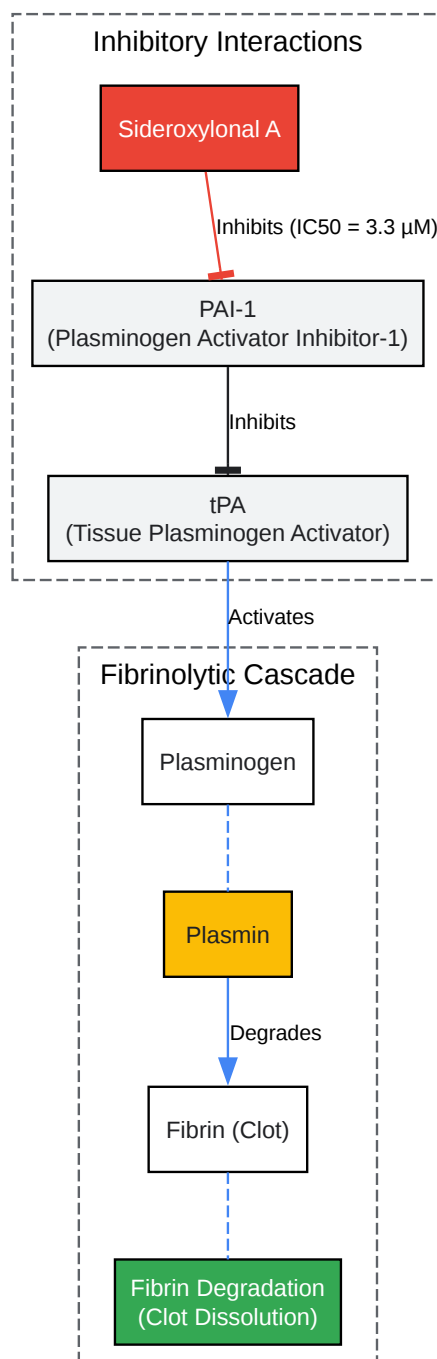 Inhibitory Interactions
Sideroxylonal A
Inhibits (IC50 = 3.3 µM)
PAI-1
(Plasminogen Activator Inhibitor-1)
Inhibits
tPA
(Tissue Plasminogen Activator)
Activates
Fibrinolytic Cascade
Plasminogen
Plasmin
Degrades
Fibrin (Clot)
Fibrin Degradation
(Clot Dissolution)